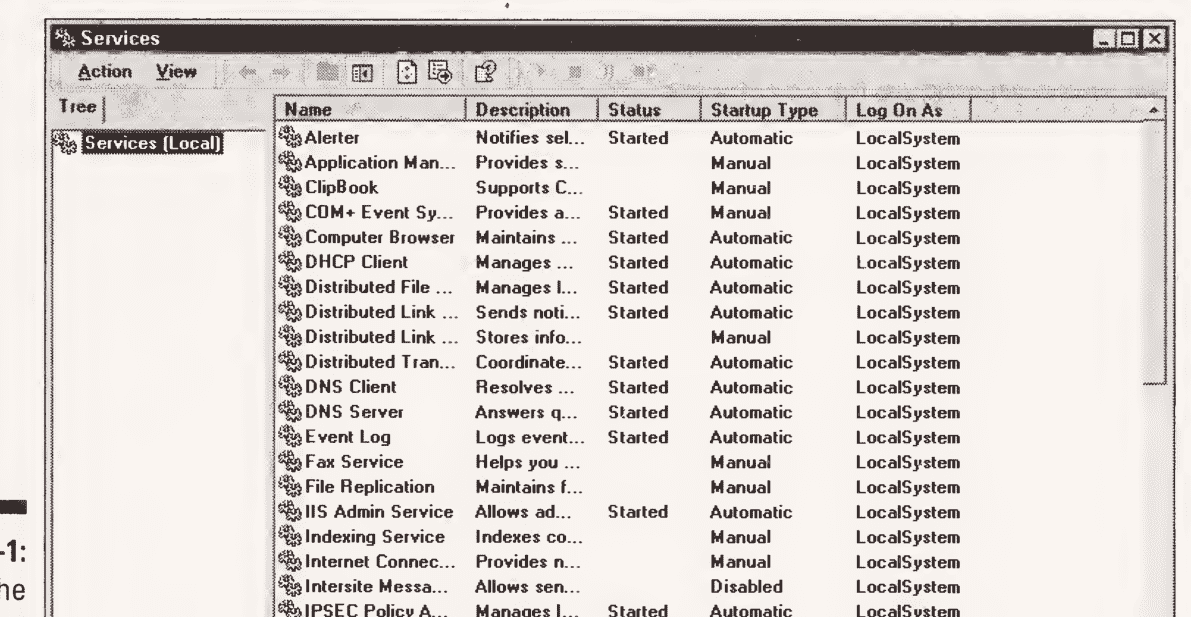 Services
Action View
Tree
Name Description Status Startup Type Log On As
Services (Local)
Alerter Notifies sel... Started Automatic LocalSystem
Application Man... Provides s... Manual LocalSystem
ClipBook Supports C... Manual LocalSystem
COM+ Event Sy... Provides a... Started Manual LocalSystem
Computer Browser Maintains ... Started Automatic LocalSystem
DHCP Client Manages ... Started Automatic LocalSystem
Distributed File ... Manages l... Started Automatic LocalSystem
Distributed Link ... Sends noti... Started Automatic LocalSystem
Distributed Link ... Stores info... Manual LocalSystem
Distributed Tran... Coordinate... Started Automatic LocalSystem
DNS Client Resolves ... Started Automatic LocalSystem
DNS Server Answers q... Started Automatic LocalSystem
Event Log Logs event... Started Automatic LocalSystem
Fax Service Helps you ... Manual LocalSystem
File Replication Maintains f... Manual LocalSystem
IIS Admin Service Allows ad... Started Automatic LocalSystem
Indexing Service Indexes co... Manual LocalSystem
Internet Connec... Provides n... Manual LocalSystem
Intersite Messa... Allows sen... Disabled LocalSystem
IPSEC Policy A... Manages I... Started Automatic LocalSystem
-1:
he